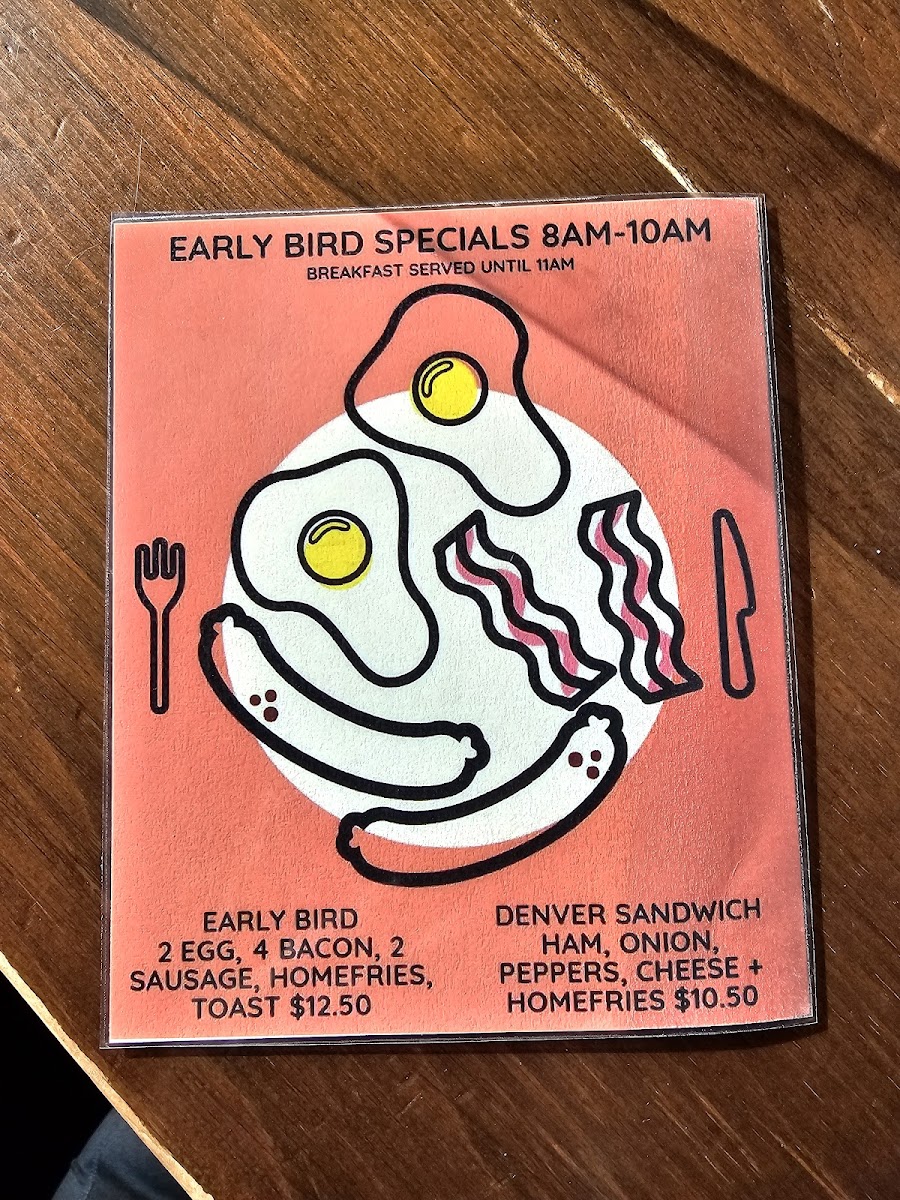 EARLY BIRD SPECIALS 8AM-10AM
BREAKFAST SERVED UNTIL 11AM
EARLY BIRD
2 EGG, 4 BACON, 2
SAUSAGE, HOMEFRIES,
TOAST $12.50
DENVER SANDWICH
HAM, ONION,
PEPPERS, CHEESE +
HOMEFRIES $10.50